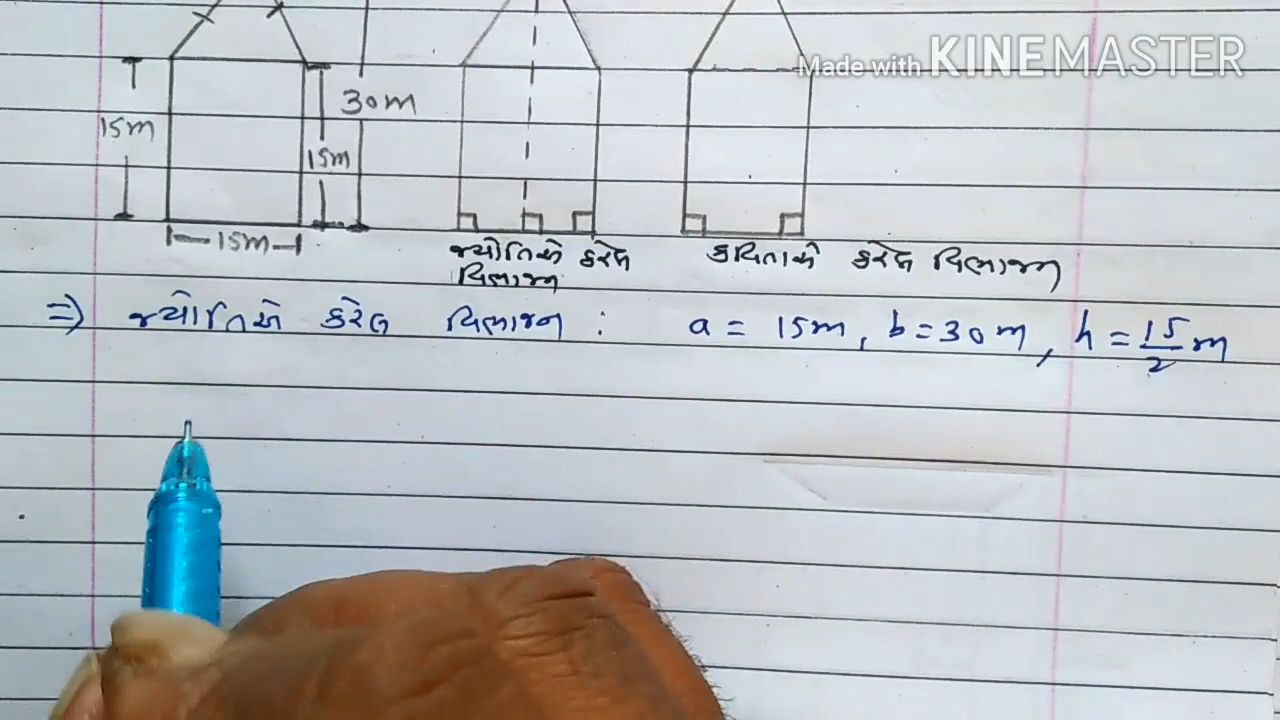 Made with KINEMASTER
30m
15m
15m
15m
જ્યોતિએ કરેલ
વિભાજન
કવિતાએ કરેલ વિભાજન
⇒ જ્યોતિએ કરેલ વિભાજન : a = 15m, b = 30m, h = 15/2 m